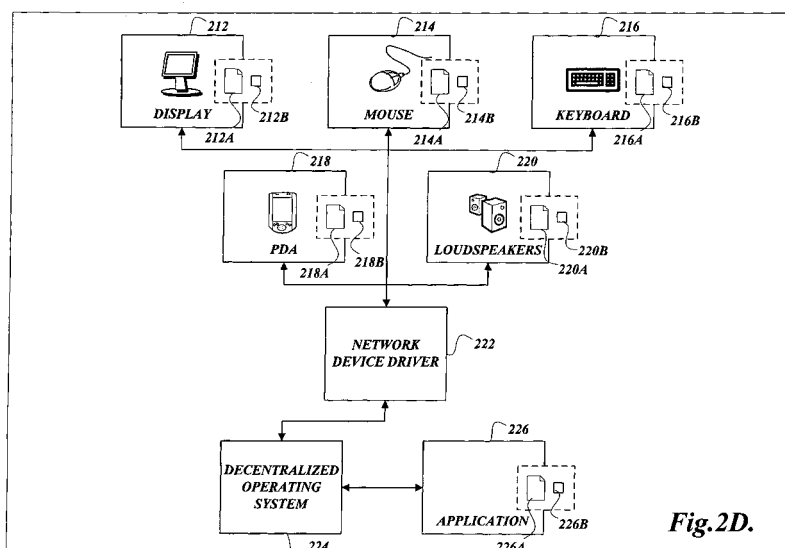 212
214
216
DISPLAY
212A
212B
MOUSE
214A
214B
KEYBOARD
216A
216B
218
220
PDA
218A
218B
LOUDSPEAKERS
220A
220B
NETWORK
DEVICE DRIVER
222
226
DECENTRALIZED
OPERATING
SYSTEM
224
APPLICATION
226A
226B
Fig.2D.